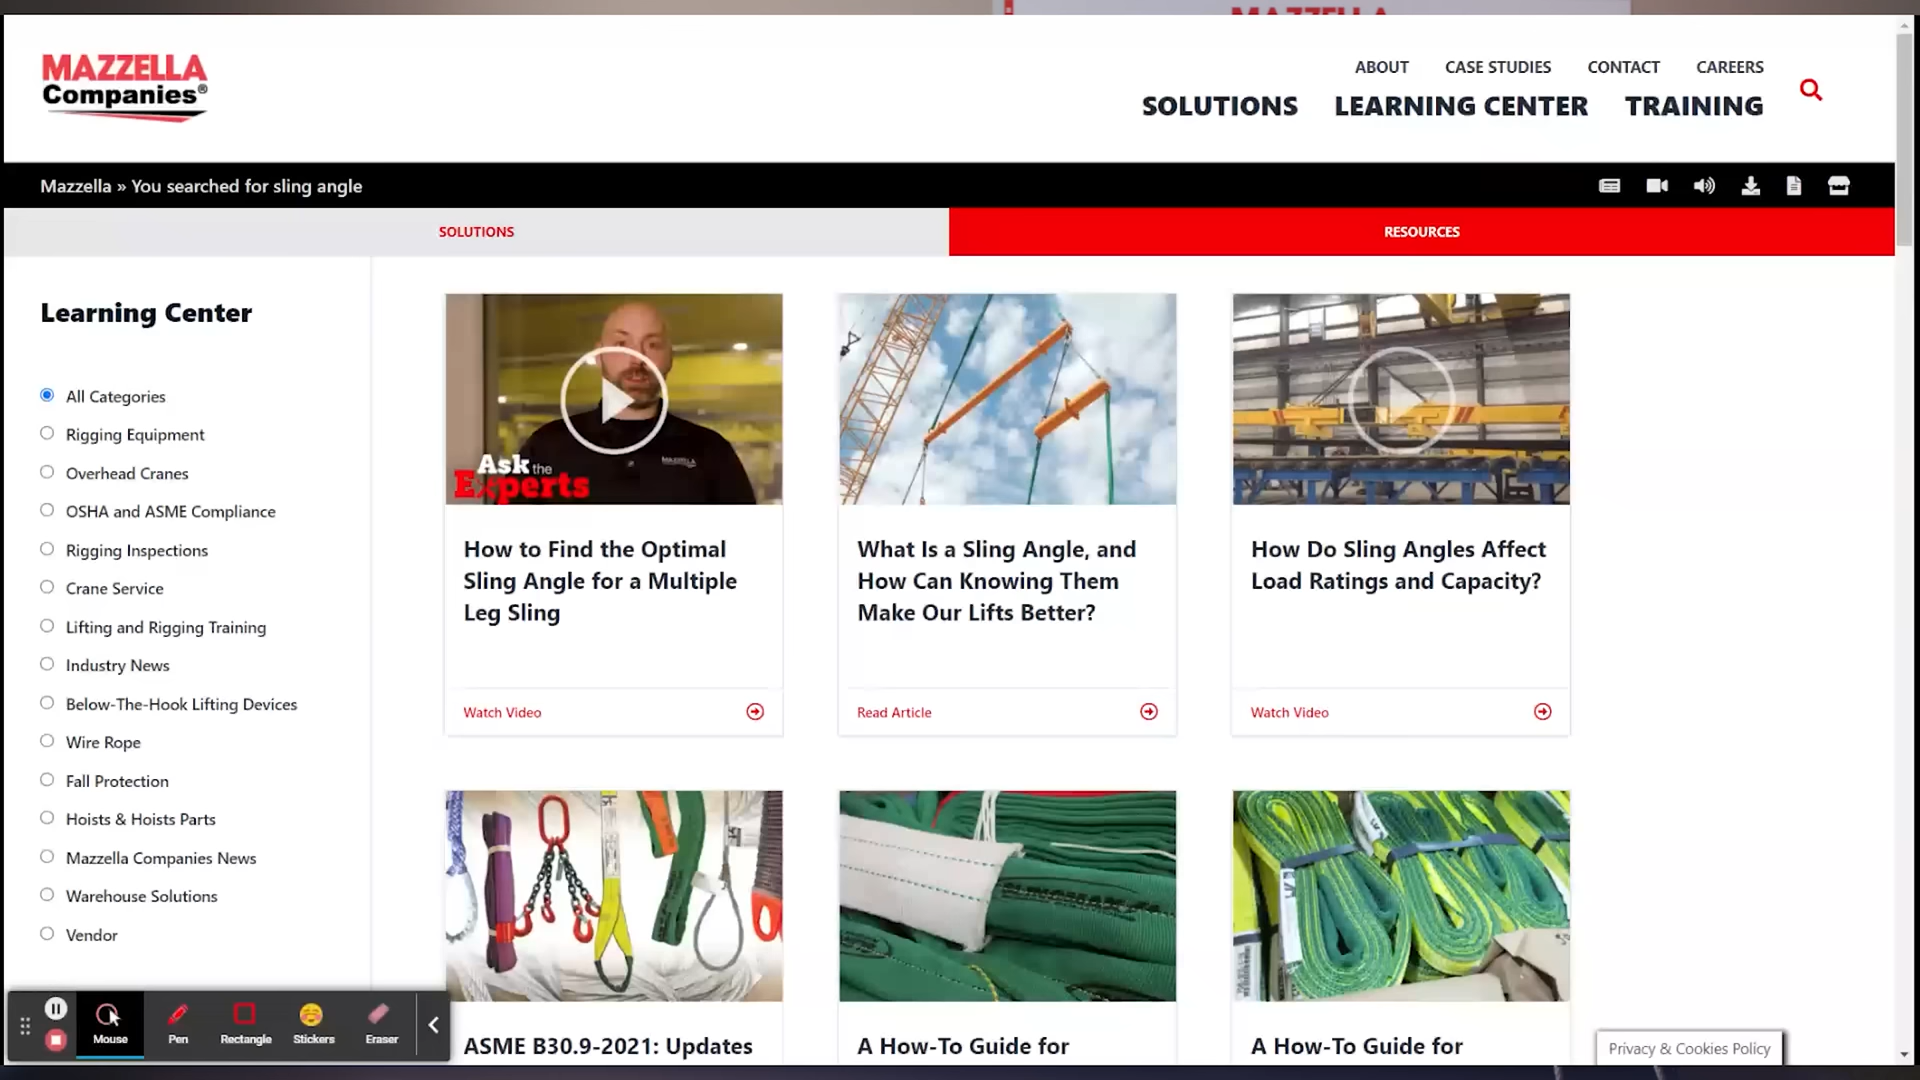 MAZZELLA
MAZZELLA
Companies®
ABOUT CASE STUDIES CONTACT CAREERS
SOLUTIONS LEARNING CENTER TRAINING
Mazzella » You searched for sling angle
SOLUTIONS
RESOURCES
Learning Center
All Categories
Rigging Equipment
Overhead Cranes
OSHA and ASME Compliance
Rigging Inspections
Crane Service
Lifting and Rigging Training
Industry News
Below-The-Hook Lifting Devices
Wire Rope
Fall Protection
Hoists & Hoists Parts
Mazzella Companies News
Warehouse Solutions
Vendor
MAZZELLA
Ask the
Experts
How to Find the Optimal
Sling Angle for a Multiple
Leg Sling
Watch Video
What Is a Sling Angle, and
How Can Knowing Them
Make Our Lifts Better?
Read Article
How Do Sling Angles Affect
Load Ratings and Capacity?
Watch Video
ASME B30.9-2021: Updates
A How-To Guide for
A How-To Guide for
Mouse
Pen
Rectangle
Stickers
Eraser
Privacy & Cookies Policy